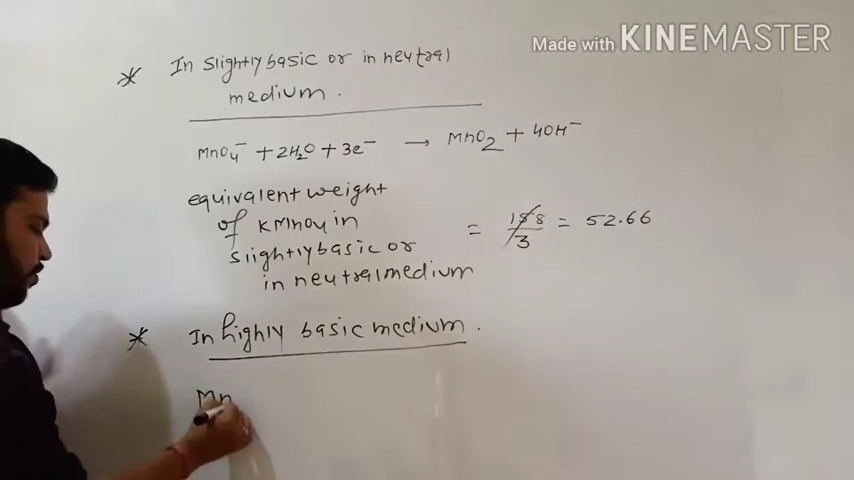 Made with KINEMASTER
* In slightly basic or in neutral
medium.
MnO₄⁻ + 2H₂O + 3e⁻ → MnO₂ + 4OH⁻
equivalent weight
of KMnO₄ in
slightly basic or
in neutral medium
= 158/3 = 52.66
* In highly basic medium.
Mn